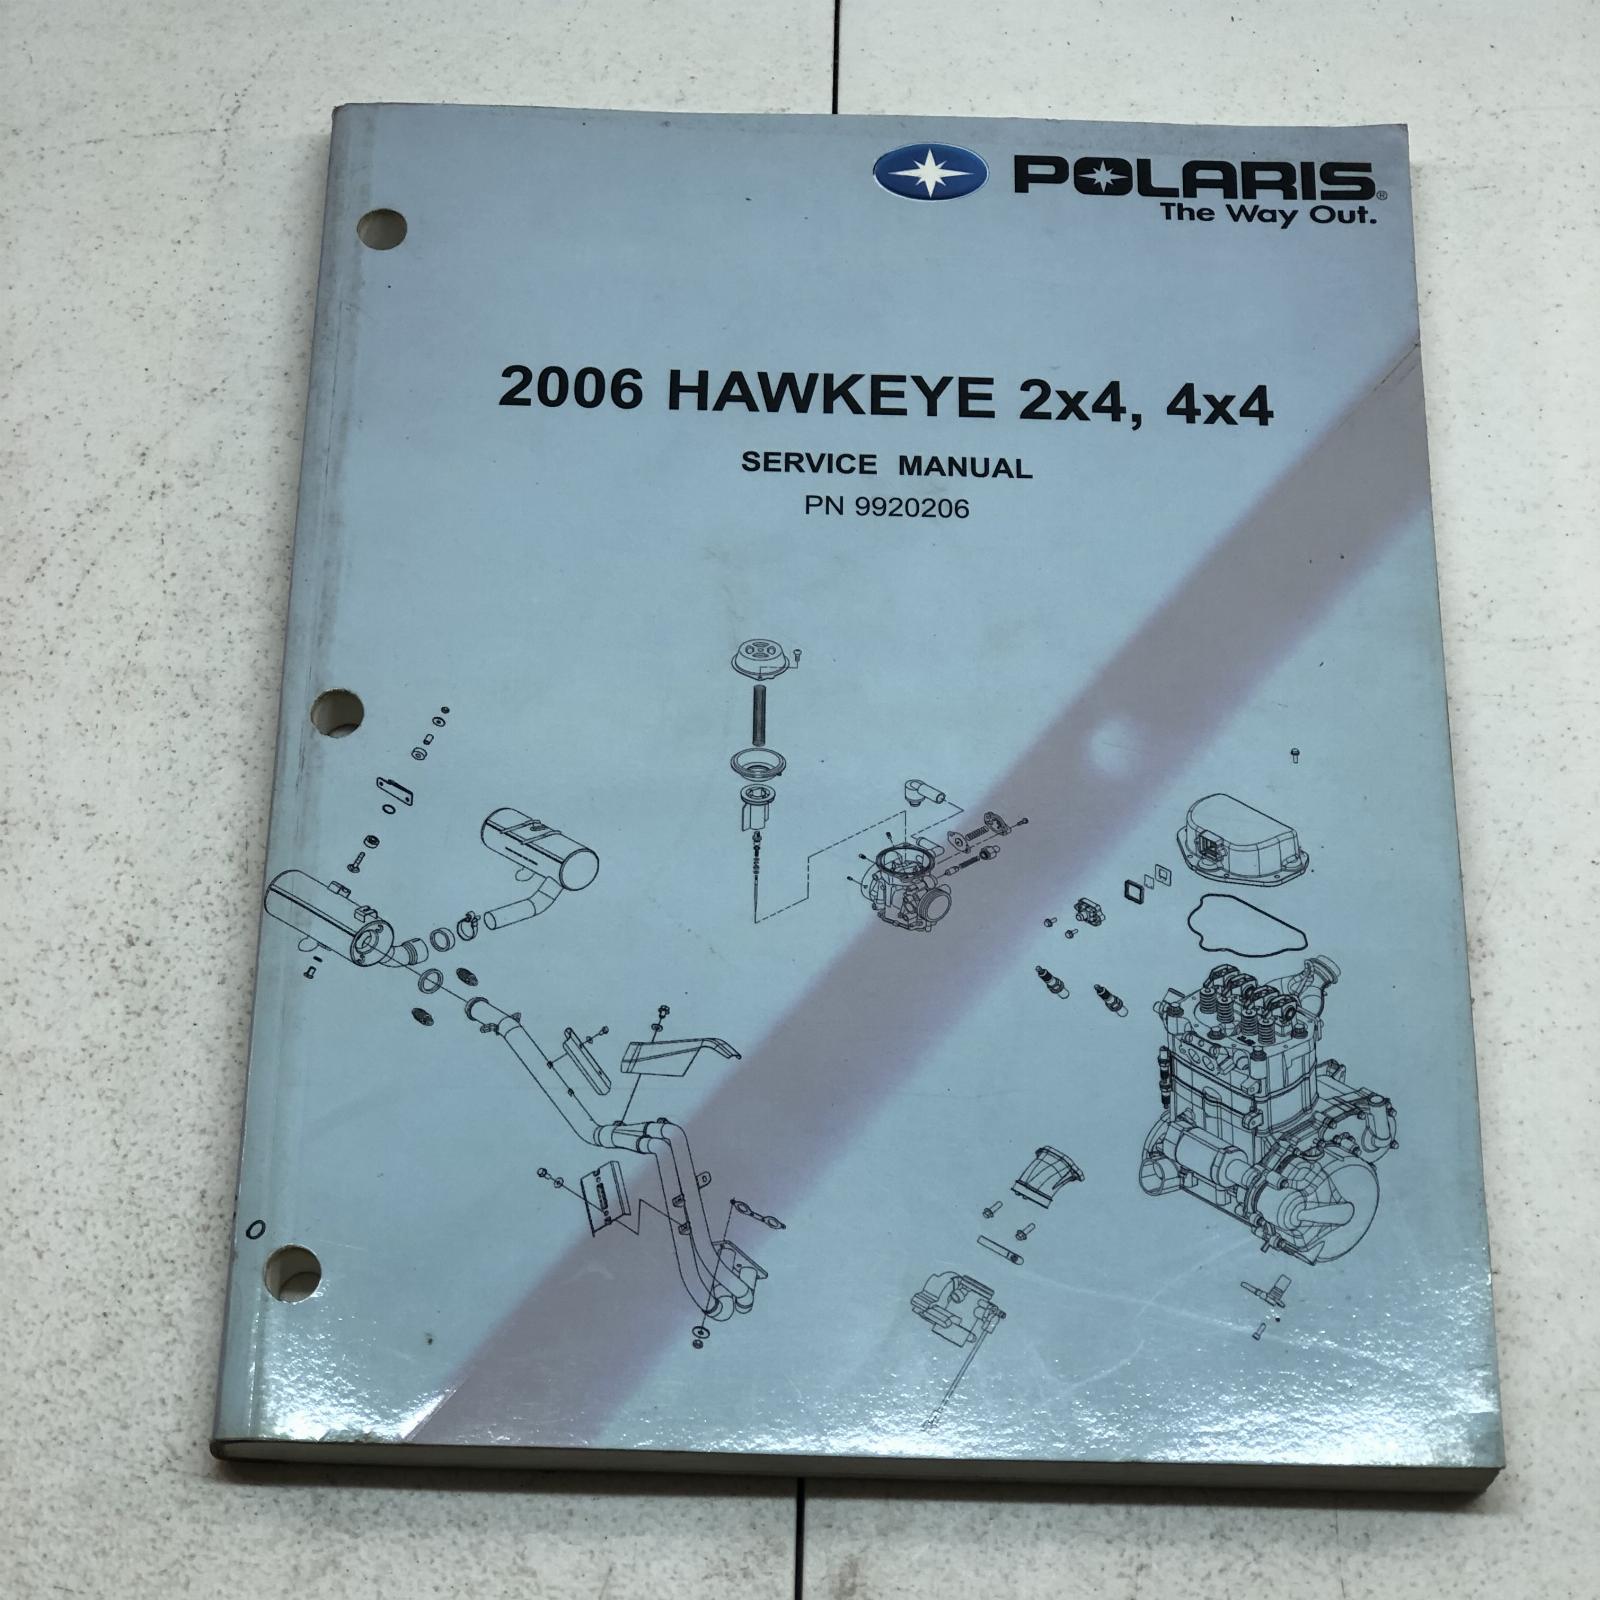 POLARIS®
The Way Out.
2006 HAWKEYE 2x4, 4x4
SERVICE MANUAL
PN 9920206